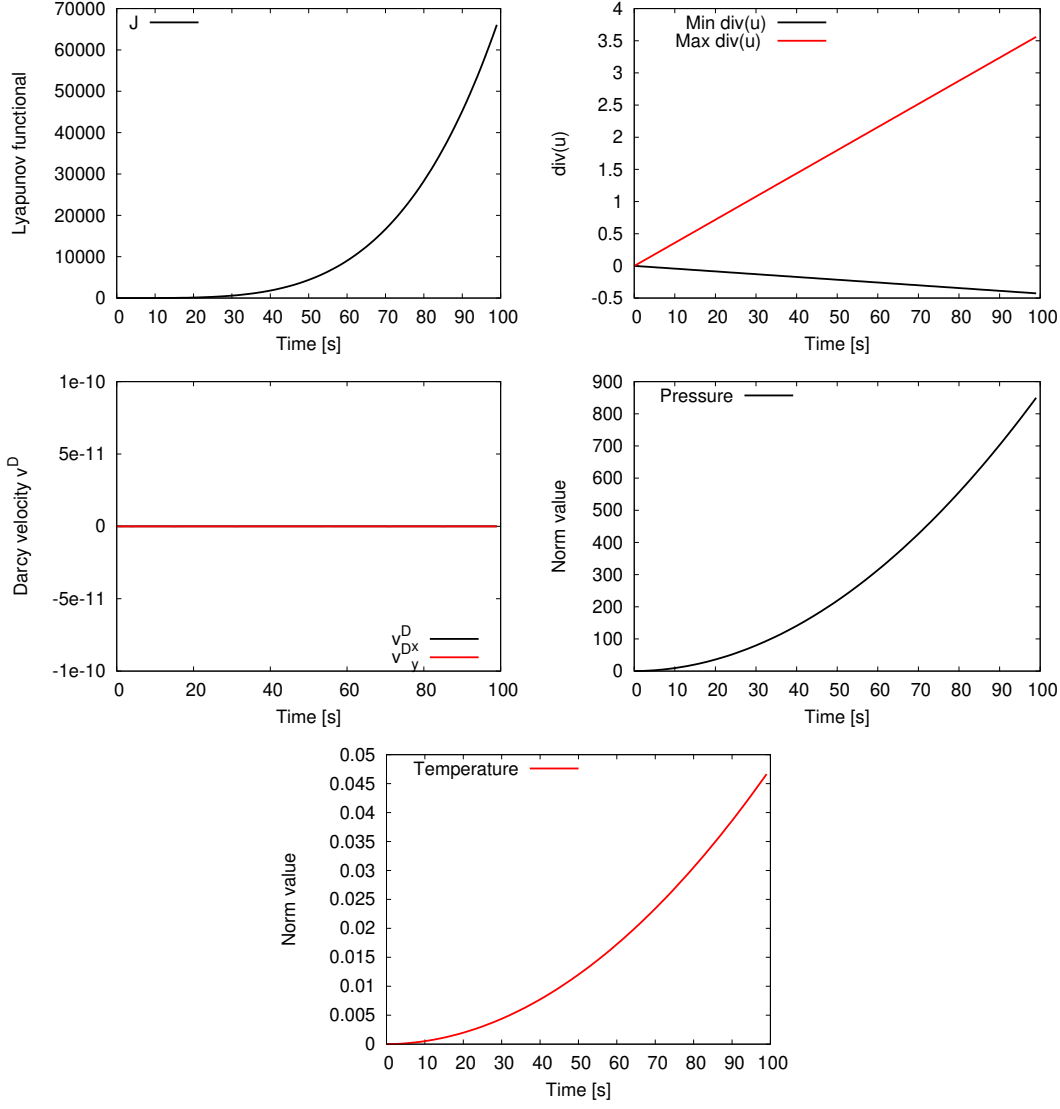 J
70000
60000
50000
40000
30000
20000
10000
0
Lyapunov functional
0 10 20 30 40 50 60 70 80 90 100
Time [s]
Min div(u)
Max div(u)
4
3.5
3
2.5
2
1.5
1
0.5
0
-0.5
div(u)
0 10 20 30 40 50 60 70 80 90 100
Time [s]
1e-10
5e-11
0
-5e-11
-1e-10
Darcy velocity v^D
v^D_x
v^D_y
0 20 40 60 80 100
Time [s]
Pressure
900
800
700
600
500
400
300
200
100
0
Norm value
0 10 20 30 40 50 60 70 80 90 100
Time [s]
Temperature
0.05
0.045
0.04
0.035
0.03
0.025
0.02
0.015
0.01
0.005
0
Norm value
0 10 20 30 40 50 60 70 80 90 100
Time [s]